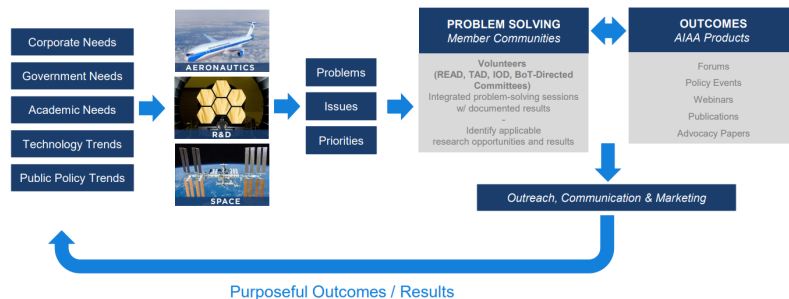 Corporate Needs
Government Needs
Academic Needs
Technology Trends
Public Policy Trends
AERONAUTICS
R&D
SPACE
Problems
Issues
Priorities
PROBLEM SOLVING
Member Communities
Volunteers
(READ, TAD, IOD, BoT-Directed
Committees)
Integrated problem-solving sessions
w/ documented results
-
Identify applicable
research opportunities and results
OUTCOMES
AIAA Products
Forums
Policy Events
Webinars
Publications
Advocacy Papers
Outreach, Communication & Marketing
Purposeful Outcomes / Results